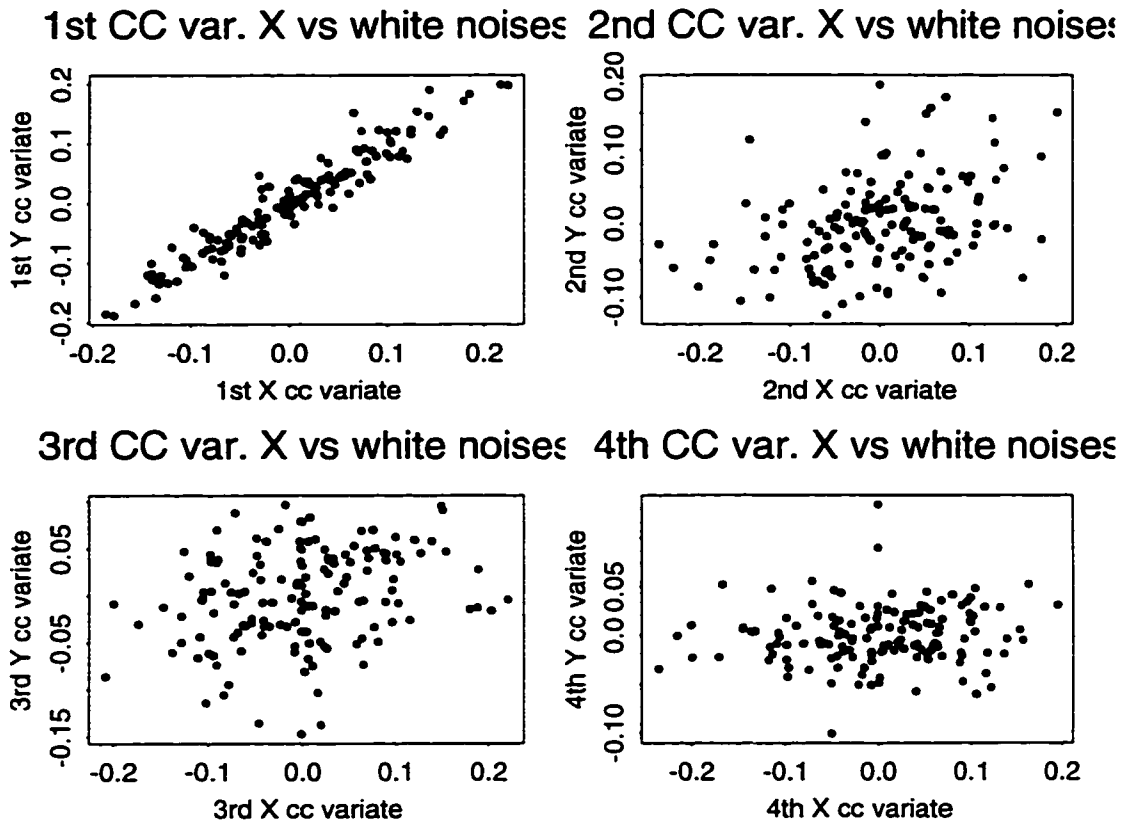 1st CC var. X vs white noises
1st Y cc variate
0.2
0.1
0.0
-0.1
-0.2
-0.2 -0.1 0.0 0.1 0.2
1st X cc variate
2nd CC var. X vs white noises
2nd Y cc variate
0.20
0.10
0.0
-0.10
-0.2 -0.1 0.0 0.1 0.2
2nd X cc variate
3rd CC var. X vs white noises
3rd Y cc variate
0.05
-0.05
-0.15
-0.2 -0.1 0.0 0.1 0.2
3rd X cc variate
4th CC var. X vs white noises
4th Y cc variate
0.05
0.0
-0.10
-0.2 -0.1 0.0 0.1 0.2
4th X cc variate